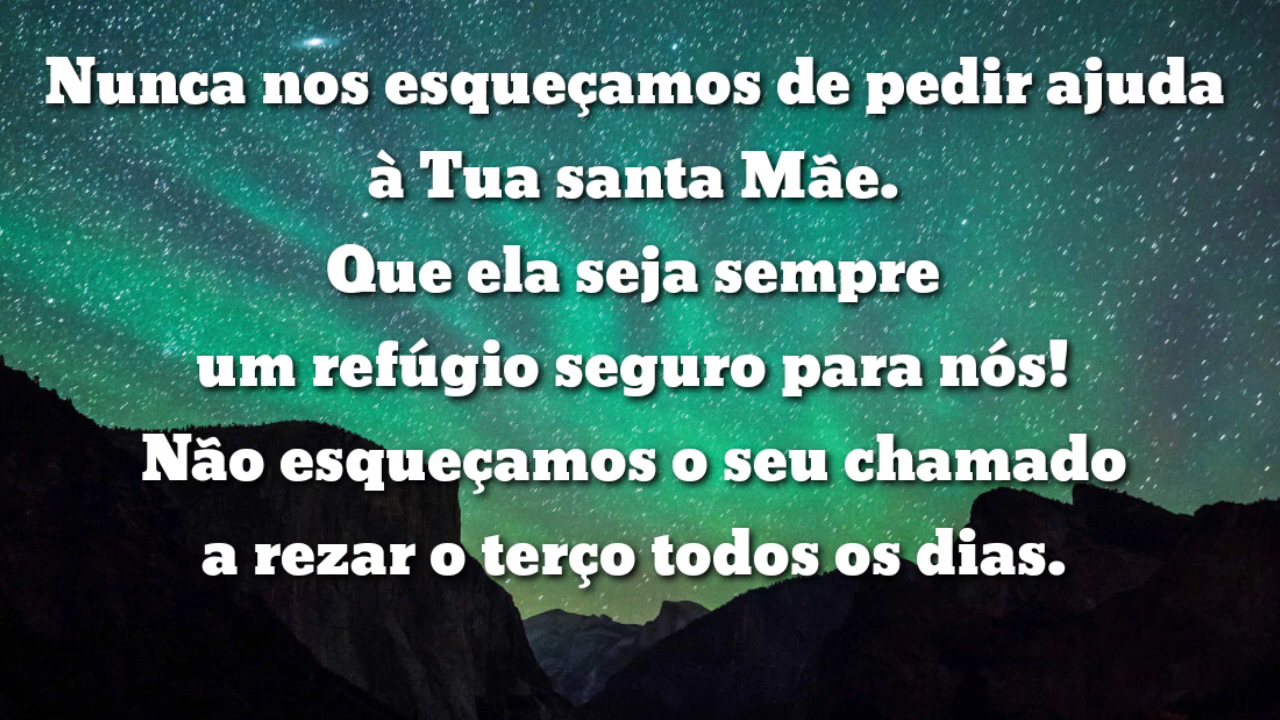 Nunca nos esqueçamos de pedir ajuda
à Tua santa Mãe.
Que ela seja sempre
um refúgio seguro para nós!
Não esqueçamos o seu chamado
a rezar o terço todos os dias.